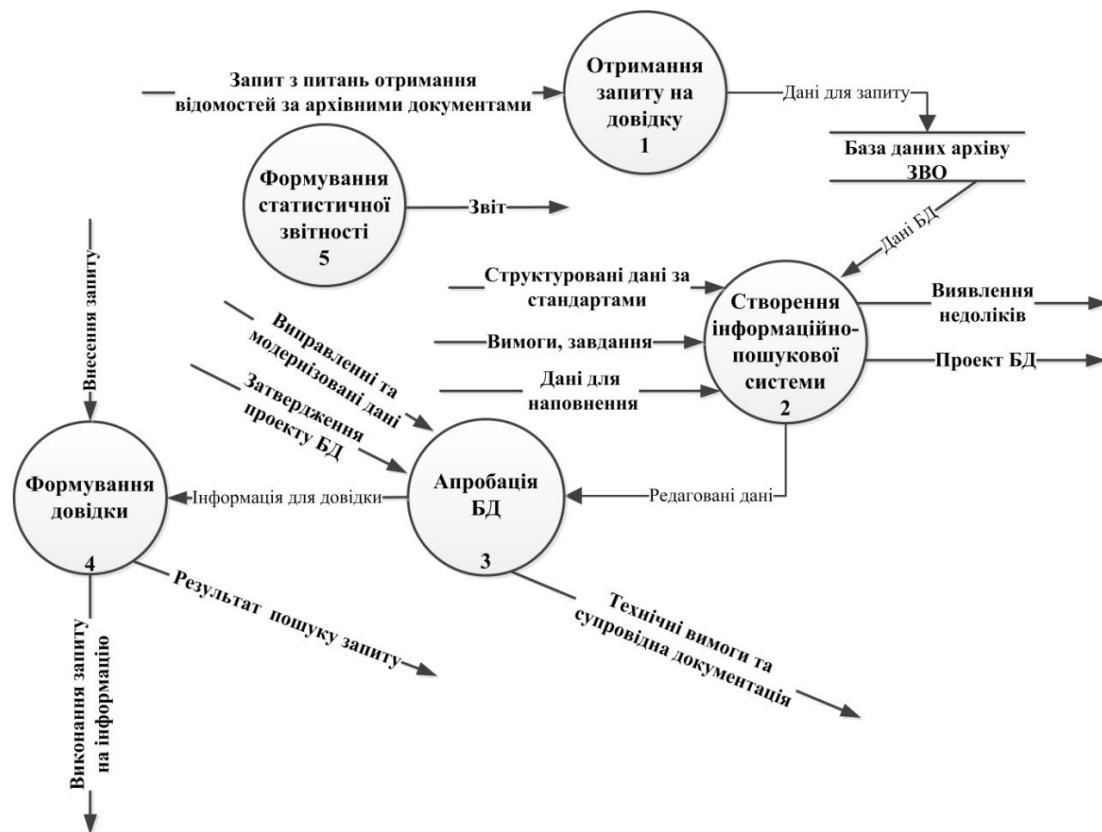 Запит з питань отримання
відомостей за архівними документами
Отримання
запиту на
довідку
1
Дані для запиту
База даних архіву
ЗВО
Формування
статистичної
звітності
5
Звіт
Дані БД
Внесення запиту
Структуровані дані за
стандартами
Вимоги, завдання
Дані для
наповнення
Створення
інформаційно-
пошукової
системи
2
Виявлення
недоліків
Проект БД
Виправленні та
модернізовані дані
Затвердження
проекту БД
Формування
довідки
4
Інформація для довідки
Апробація
БД
3
Редаговані дані
Результат пошуку запиту
Технічні вимоги та
супровідна документація
Виконання запиту
на інформацію